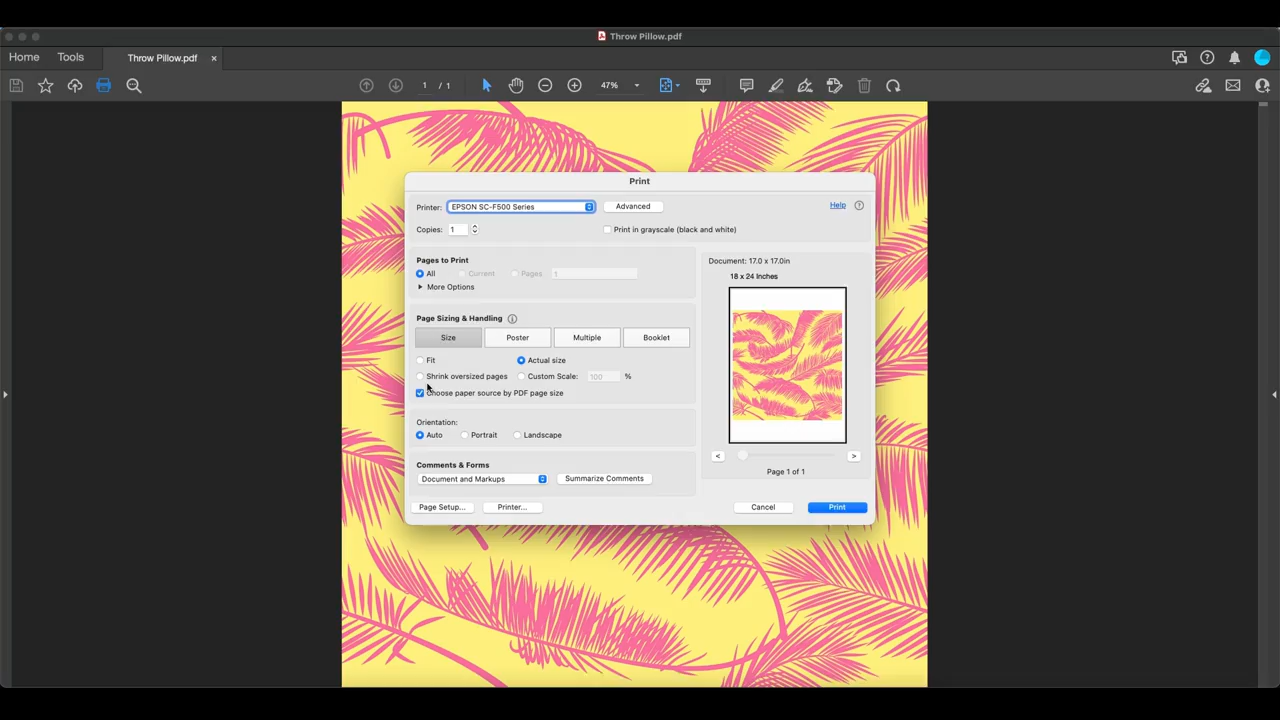 Throw Pillow.pdf
Home Tools Throw Pillow.pdf ×
1 / 1 47%
Print
Printer: EPSON SC-F500 Series Advanced Help
Copies: 1 Print in grayscale (black and white)
Pages to Print
All Current Pages 1
More Options
Document: 17.0 x 17.0in
18 x 24 Inches
Page Sizing & Handling
Size Poster Multiple Booklet
Fit Actual size
Shrink oversized pages Custom Scale: 100 %
Choose paper source by PDF page size
Orientation:
Auto Portrait Landscape
Comments & Forms
Document and Markups Summarize Comments
< >
Page 1 of 1
Page Setup... Printer... Cancel Print